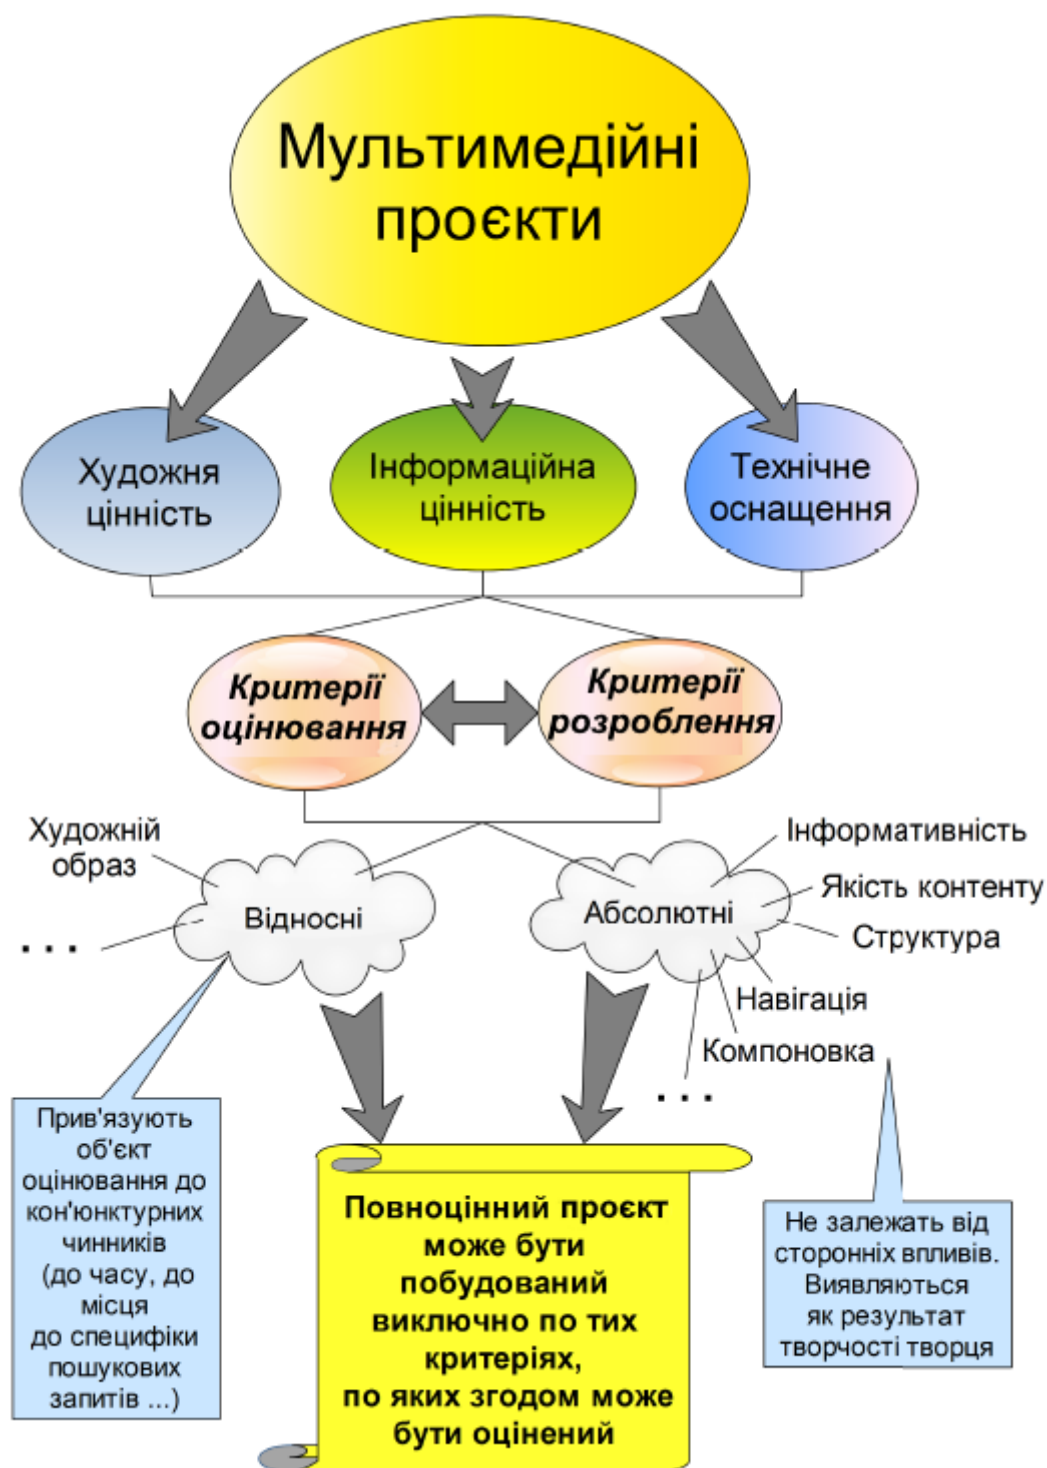 Мультимедійні
проєкти
Художня
цінність
Інформаційна
цінність
Технічне
оснащення
Критерії
оцінювання
Критерії
розроблення
Художній
образ
. . .
Відносні
Абсолютні
Інформативність
Якість контенту
Структура
Навігація
Компоновка
. . .
Прив'язують
об'єкт
оцінювання до
кон'юнктурних
чинників
(до часу, до
місця
до специфіки
пошукових
запитів ...)
Повноцінний проєкт
може бути
побудований
виключно по тих
критеріях,
по яких згодом може
бути оцінений
Не залежать від
сторонніх впливів.
Виявляються
як результат
творчості творця